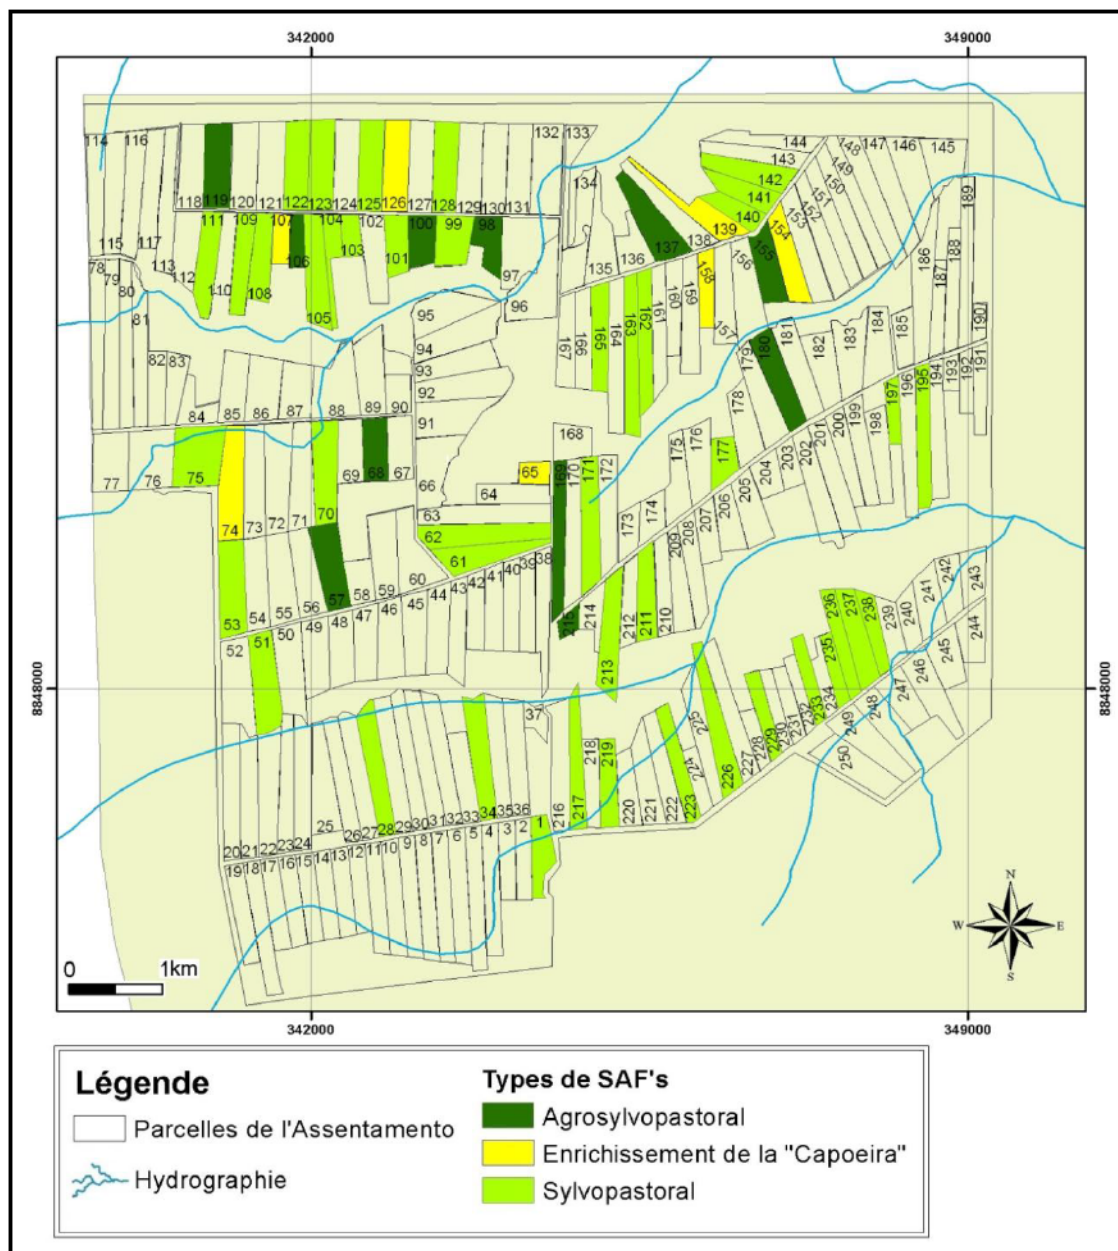 342000 349000
132 133
114 116 144 148 147 146 145
143 149
134 142 150
141 151 189
118 119 120 121 122 123 124 125 126 127 128 129 130 131 152
111 109 107 104 102 100 99 98 140 153 154
103 139 188
115 117 106 101 137 138 155 186
78 113 97 135 136 156 158 187
79 112 110 108 159
80 105 95 96 160 190
81 161 157 181 183 184 185
94 167 166 165 164 163 162 179 180 182 191
82 83 93 192
92 178 197 196 195 194 193
84 85 86 87 88 89 90 91 168 175 176 201 200 199 198
203 202
77 76 75 69 68 67 66 65 169 170 171 172 177 204
64 205
74 73 72 71 70 63 173 174 206
62 209 208 207
61 60 43 42 41 40 39 38
53 54 55 56 57 58 59
52 51 50 49 48 47 46 45 44 215 214 212 211 210 236 237 238 239 240 241 242 243
213 235 244
8848000 8848000
37 225 234 247 246 245
218 219 224 226 227 228 229 230 231 232 233 249 248
25 250
20 21 22 23 24 26 27 28 29 30 31 32 33 34 35 36 1 216 217 220 221 222 223
19 18 17 16 15 14 13 12 11 10 9 8 7 6 5 4 3 2
N
W E
S
0 1km
342000 349000
Légende
Types de SAF's
Parcelles de l'Assentamento
Agrosylvopastoral
Enrichissement de la "Capoeira"
Hydrographie
Sylvopastoral